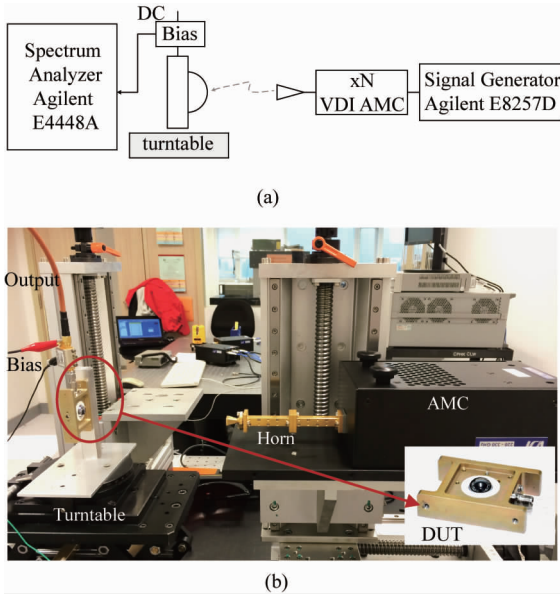 DC
Bias
Spectrum
Analyzer
Agilent
E4448A
turntable
xN
VDI AMC
Signal Generator
Agilent E8257D
(a)
Output
Bias
AMC
Horn
Turntable
DUT
(b)